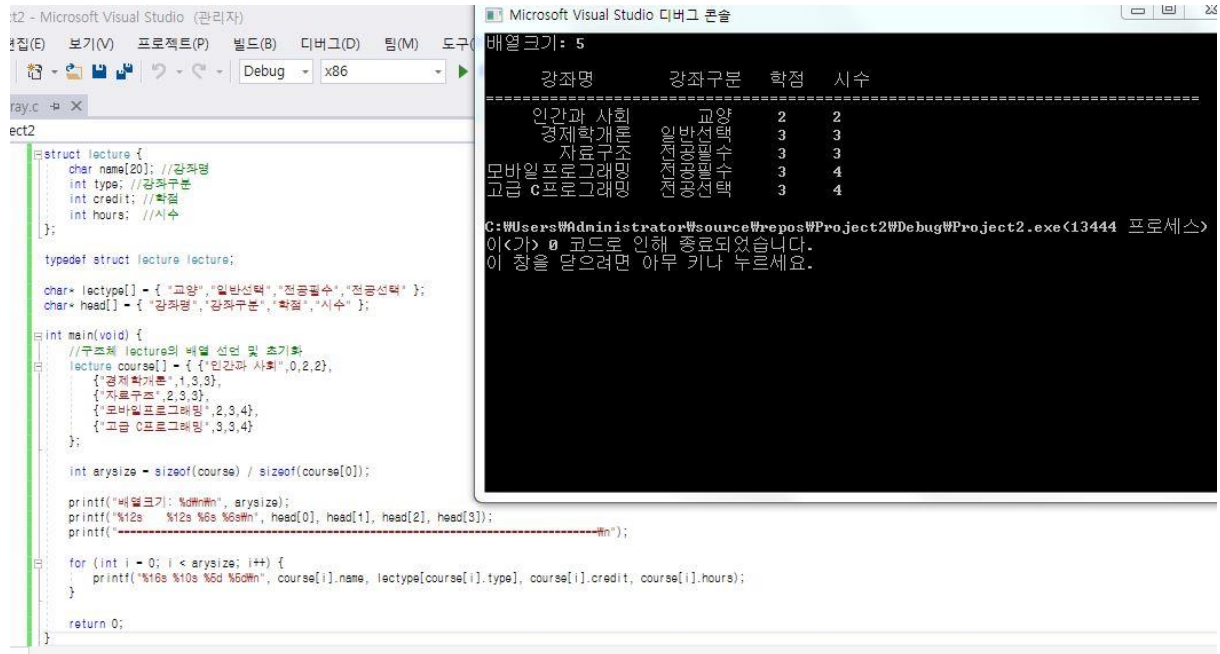 ct2 - Microsoft Visual Studio (관리자)
편집(E) 보기(V) 프로젝트(P) 빌드(B) 디버그(D) 팀(M) 도구(
Debug x86
ray.c
ect2
struct lecture {
char name[20]; //강좌명
int type; //강좌구분
int credit; //학점
int hours; //시수
};
typedef struct lecture lecture;
char* lectype[] = { "교양","일반선택","전공필수","전공선택" };
char* head[] = { "강좌명","강좌구분","학점","시수" };
int main(void) {
//구조체 lecture의 배열 선언 및 초기화
lecture course[] = { {"인간과 사회",0,2,2},
{"경제학개론",1,3,3},
{"자료구조",2,3,3},
{"모바일프로그래밍",2,3,4},
{"고급 C프로그래밍",3,3,4}
};
int arysize = sizeof(course) / sizeof(course[0]);
printf("배열크기: %d₩n₩n", arysize);
printf("%12s %12s %6s %6s₩n", head[0], head[1], head[2], head[3]);
printf("================================================================================₩n");
for (int i = 0; i < arysize; i++) {
printf("%16s %10s %5d %5d₩n", course[i].name, lectype[course[i].type], course[i].credit, course[i].hours);
}
return 0;
}
Microsoft Visual Studio 디버그 콘솔
배열크기: 5
강좌명 강좌구분 학점 시수
================================================================================
인간과 사회 교양 2 2
경제학개론 일반선택 3 3
자료구조 전공필수 3 3
모바일프로그래밍 전공필수 3 4
고급 C프로그래밍 전공선택 3 4
C:₩Users₩Administrator₩source₩repos₩Project2₩Debug₩Project2.exe(13444 프로세스)
이(가) 0 코드로 인해 종료되었습니다.
이 창을 닫으려면 아무 키나 누르세요.